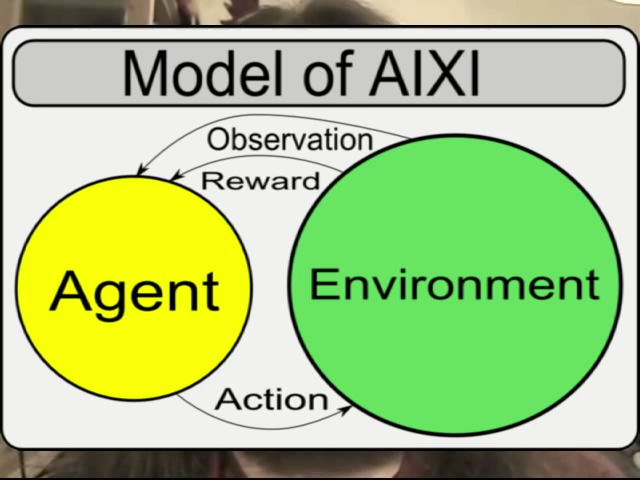 Model of AIXI
Observation
Reward
Agent
Environment
Action